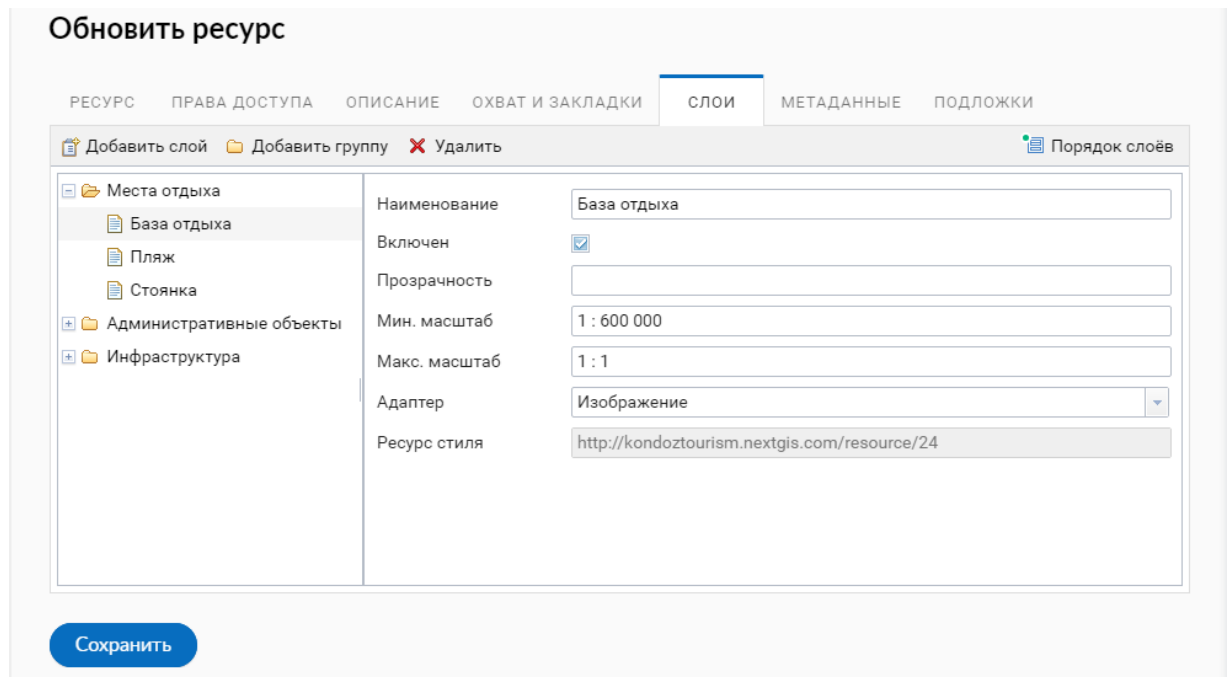 Обновить ресурс
РЕСУРС ПРАВА ДОСТУПА ОПИСАНИЕ ОХВАТ И ЗАКЛАДКИ СЛОИ МЕТАДАННЫЕ ПОДЛОЖКИ
Добавить слой Добавить группу Удалить Порядок слоёв
Места отдыха
База отдыха
Пляж
Стоянка
Административные объекты
Инфраструктура
Наименование База отдыха
Включен
Прозрачность
Мин. масштаб 1 : 600 000
Макс. масштаб 1 : 1
Адаптер Изображение
Ресурс стиля http://kondoztourism.nextgis.com/resource/24
Сохранить